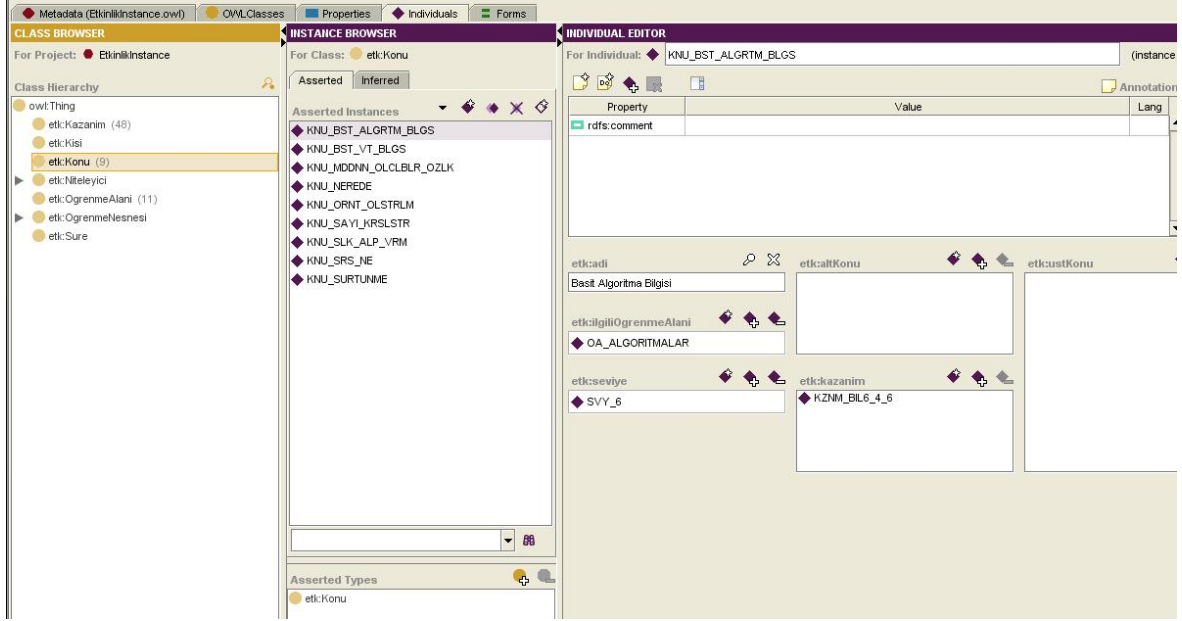 Metadata (EtkinlikInstance.owl) OWLClasses Properties Individuals Forms
CLASS BROWSER
For Project: EtkinlikInstance
Class Hierarchy
owl:Thing
etk:Kazanim (48)
etk:Kisi
etk:Konu (9)
etk:Niteleyici
etk:OgrenmeAlani (11)
etk:OgrenmeNesnesi
etk:Sure
INSTANCE BROWSER
For Class: etk:Konu
Asserted Inferred
Asserted Instances
KNU_BST_ALGRTM_BLGS
KNU_BST_VT_BLGS
KNU_MDDNN_OLCLBLR_OZLK
KNU_NEREDE
KNU_ORNT_OLSTRLM
KNU_SAYI_KRSLSTR
KNU_SLK_ALP_VRM
KNU_SRS_NE
KNU_SURTUNME
Asserted Types
etk:Konu
INDIVIDUAL EDITOR
For Individual: KNU_BST_ALGRTM_BLGS (instance
Annotation
Property Value Lang
rdfs:comment
etk:adi
Basit Algoritma Bilgisi
etk:altKonu
etk:ustKonu
etk:ilgiliOgrenmeAlani
OA_ALGORITMALAR
etk:seviye
SVY_6
etk:kazanim
KZNM_BIL6_4_6